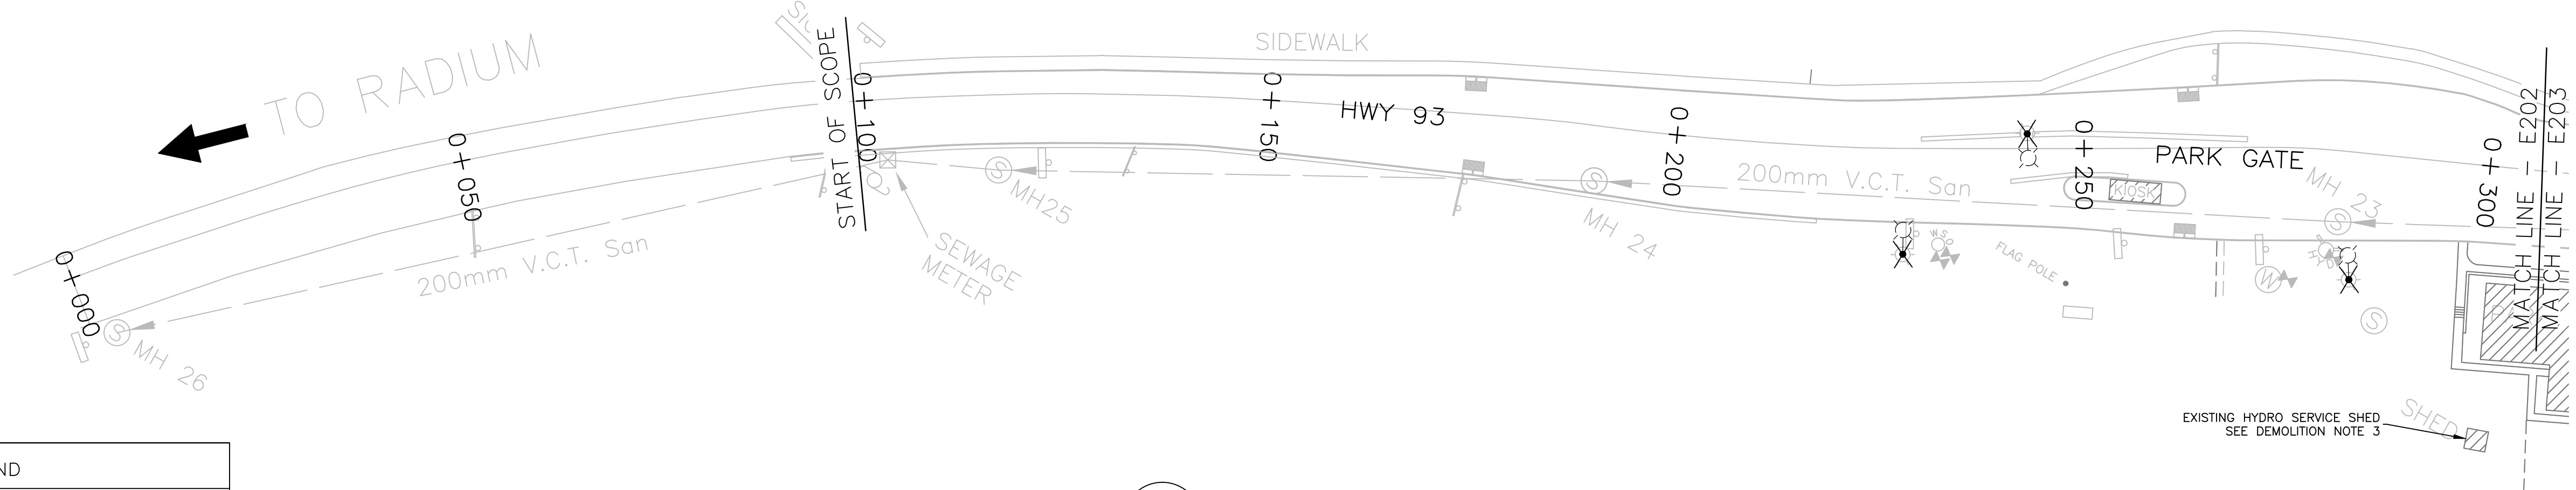 TO RADIUM
SIDEWALK
START OF SCOPE
0+000
0+050
0+100
0+150
0+200
0+250
0+300
HWY 93
PARK GATE
KIOSK
200mm V.C.T. San
200mm V.C.T. San
S
MH 26
S
MH25
S
MH 24
S
MH 23
S
SEWAGE
METER
WSO
FLAG POLE
HYD
W
MATCH LINE - E202
MATCH LINE - E203
EXISTING HYDRO SERVICE SHED
SEE DEMOLITION NOTE 3
SHED
ND